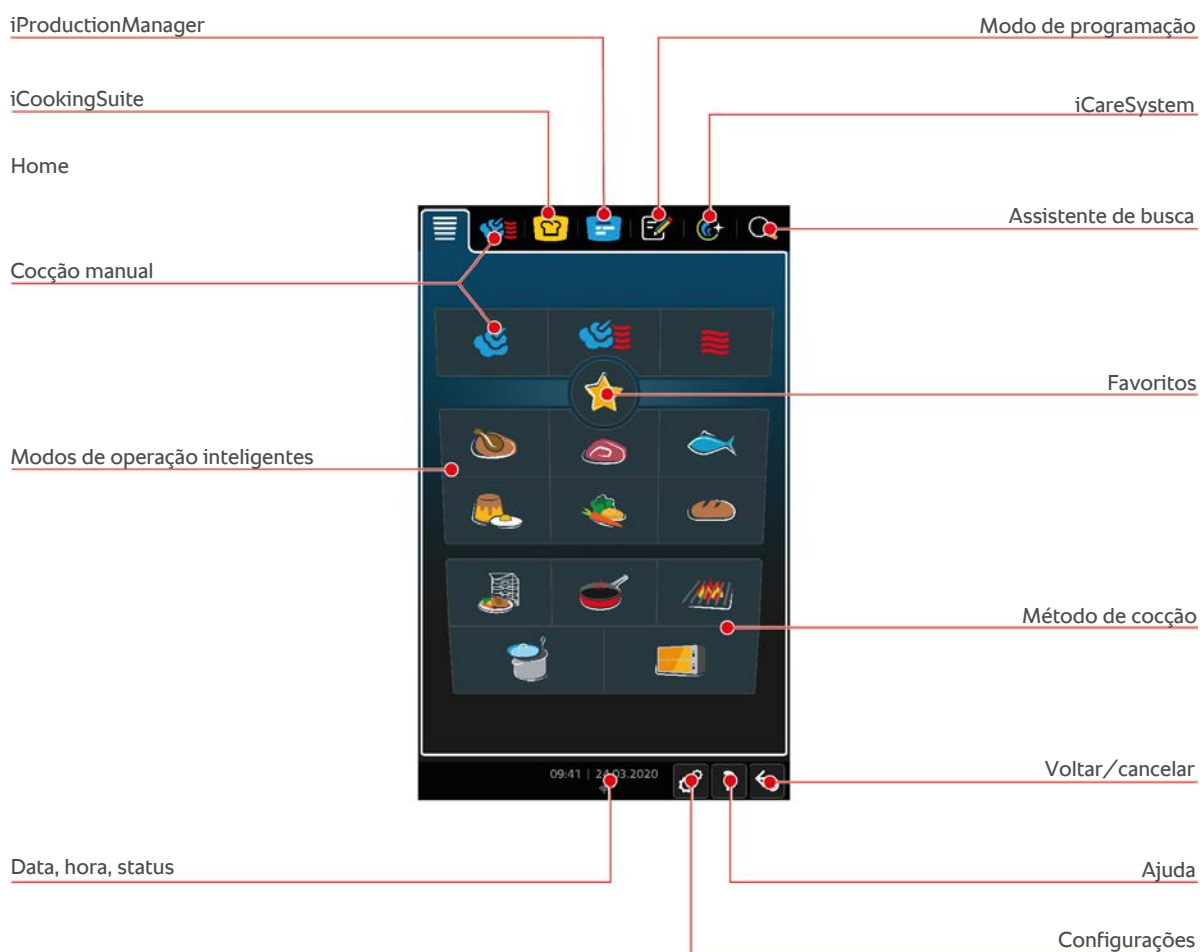 iProductionManager
Modo de programação
iCookingSuite
iCareSystem
Home
Assistente de busca
Cocção manual
Favoritos
Modos de operação inteligentes
Método de cocção
09:41 | 24.03.2020
Voltar/cancelar
Data, hora, status
Ajuda
Configurações